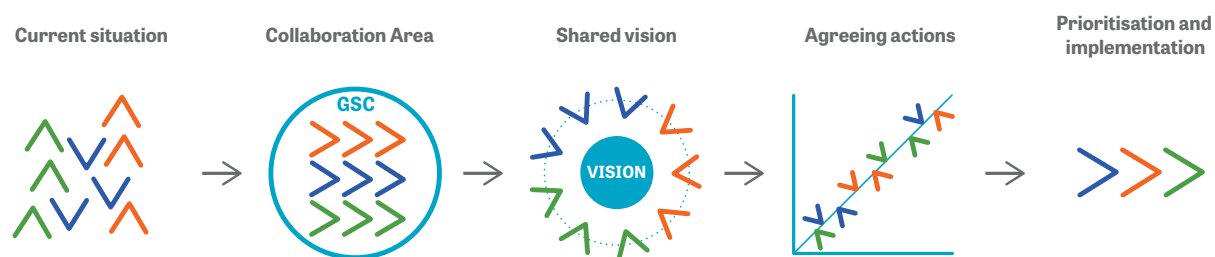 Current situation
Collaboration Area
Shared vision
Agreeing actions
Prioritisation and
implementation
GSC
VISION